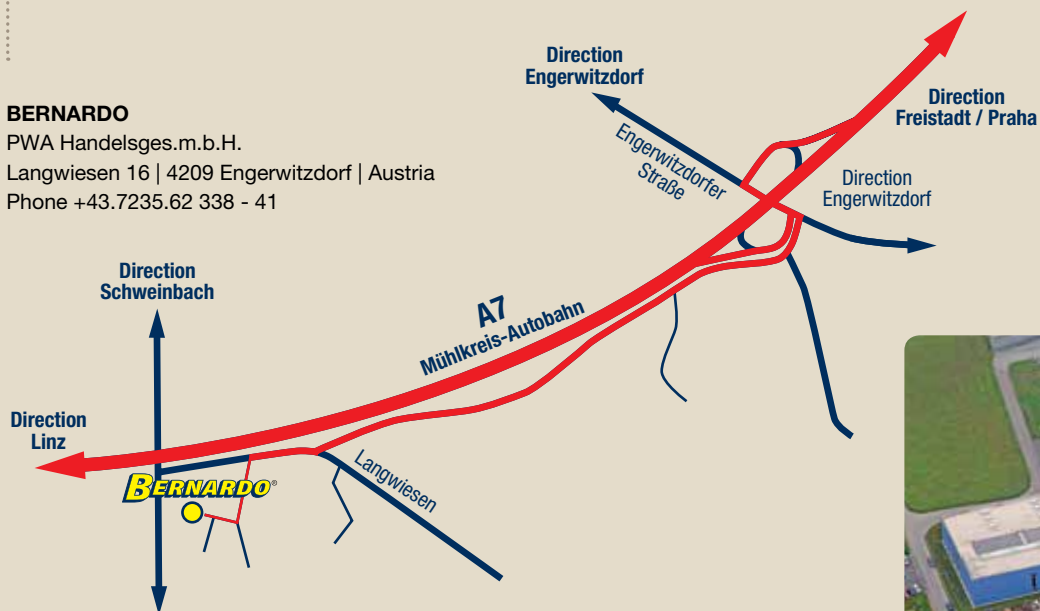 BERNARDO
PWA Handelsges.m.b.H.
Langwiesen 16 | 4209 Engerwitzdorf | Austria
Phone +43.7235.62 338 - 41
Direction
Engerwitzdorf
Direction
Freistadt / Praha
Engerwitzdorfer
Straße
Direction
Engerwitzdorf
Direction
Schweinbach
A7
Mühlkreis-Autobahn
Direction
Linz
BERNARDO®
Langwiesen